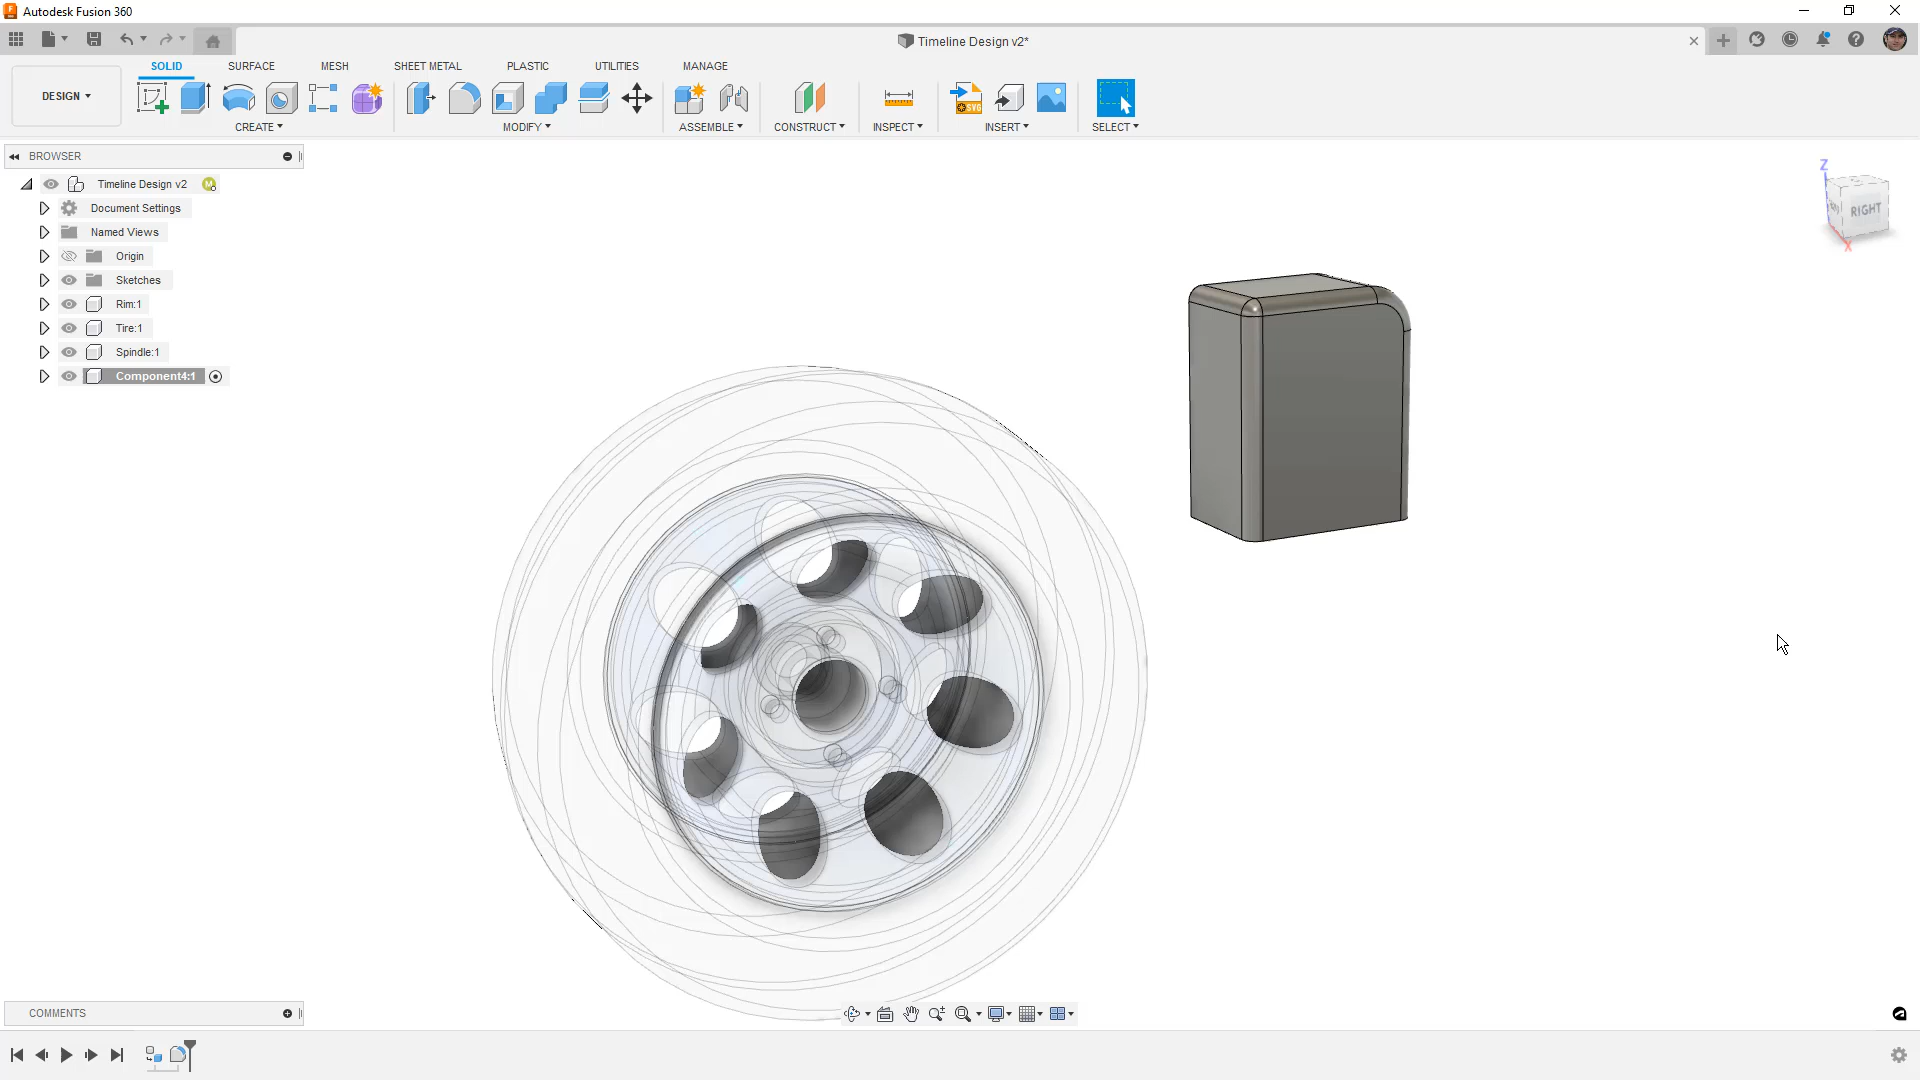 Autodesk Fusion 360
Timeline Design v2*
DESIGN
SOLID
SURFACE
MESH
SHEET METAL
PLASTIC
UTILITIES
MANAGE
CREATE
MODIFY
ASSEMBLE
CONSTRUCT
INSPECT
INSERT
SELECT
SVG
BROWSER
Timeline Design v2
Document Settings
Named Views
Origin
Sketches
Rim:1
Tire:1
Spindle:1
Component4:1
Z
RIGHT
X
COMMENTS